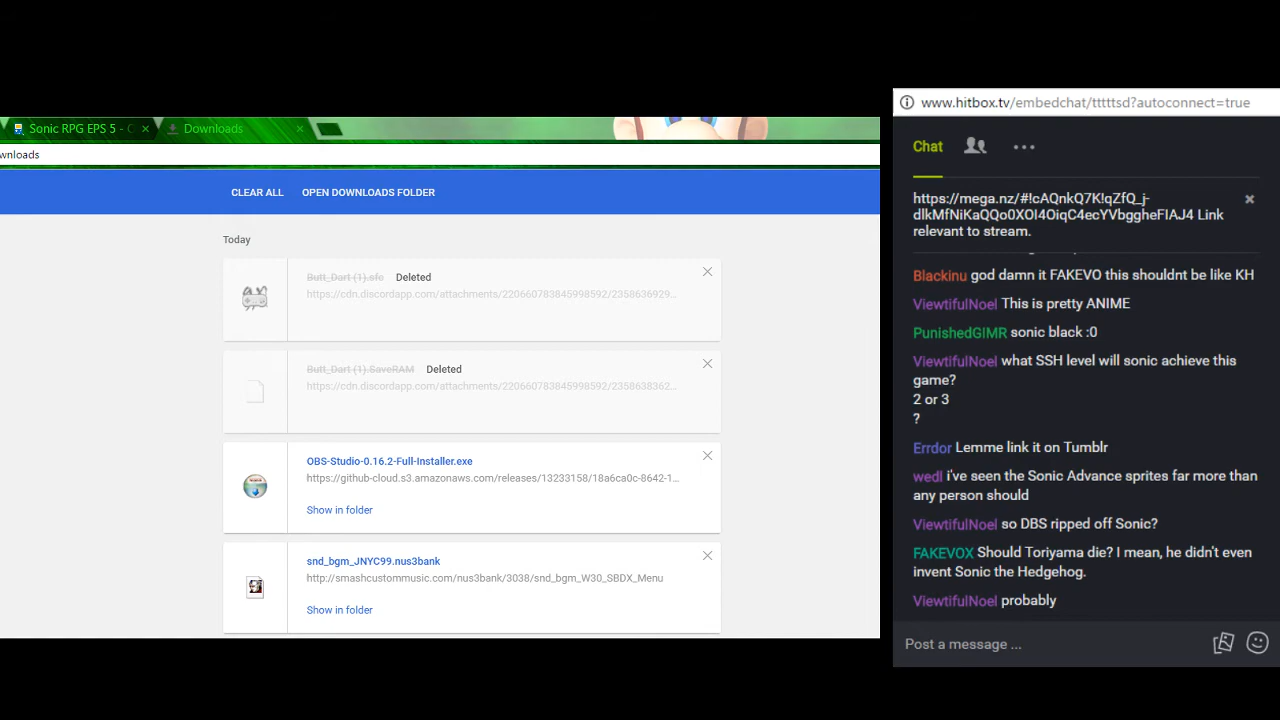 Sonic RPG EPS 5 - C
Downloads
wnloads
CLEAR ALL
OPEN DOWNLOADS FOLDER
Today
Butt_Dart (1).sfc Deleted
https://cdn.discordapp.com/attachments/220660783845998592/2358636929...
Butt_Dart (1).SaveRAM Deleted
https://cdn.discordapp.com/attachments/220660783845998592/2358638362...
OBS-Studio-0.16.2-Full-Installer.exe
https://github-cloud.s3.amazonaws.com/releases/13233158/18a6ca0c-8642-1...
Show in folder
snd_bgm_JNYC99.nus3bank
http://smashcustommusic.com/nus3bank/3038/snd_bgm_W30_SBDX_Menu
Show in folder
www.hitbox.tv/embedchat/tttttsd?autoconnect=true
Chat
https://mega.nz/#!cAQnkQ7K!qZfQ_j-
dlkMfNiKaQQo0XOI4OiqC4ecYVbggheFIAJ4 Link
relevant to stream.
Blackinu god damn it FAKEVO this shouldnt be like KH
ViewtifulNoel This is pretty ANIME
PunishedGIMR sonic black :0
ViewtifulNoel what SSH level will sonic achieve this
game?
2 or 3
?
Errdor Lemme link it on Tumblr
wedl i've seen the Sonic Advance sprites far more than
any person should
ViewtifulNoel so DBS ripped off Sonic?
FAKEVOX Should Toriyama die? I mean, he didn't even
invent Sonic the Hedgehog.
ViewtifulNoel probably
Post a message ...